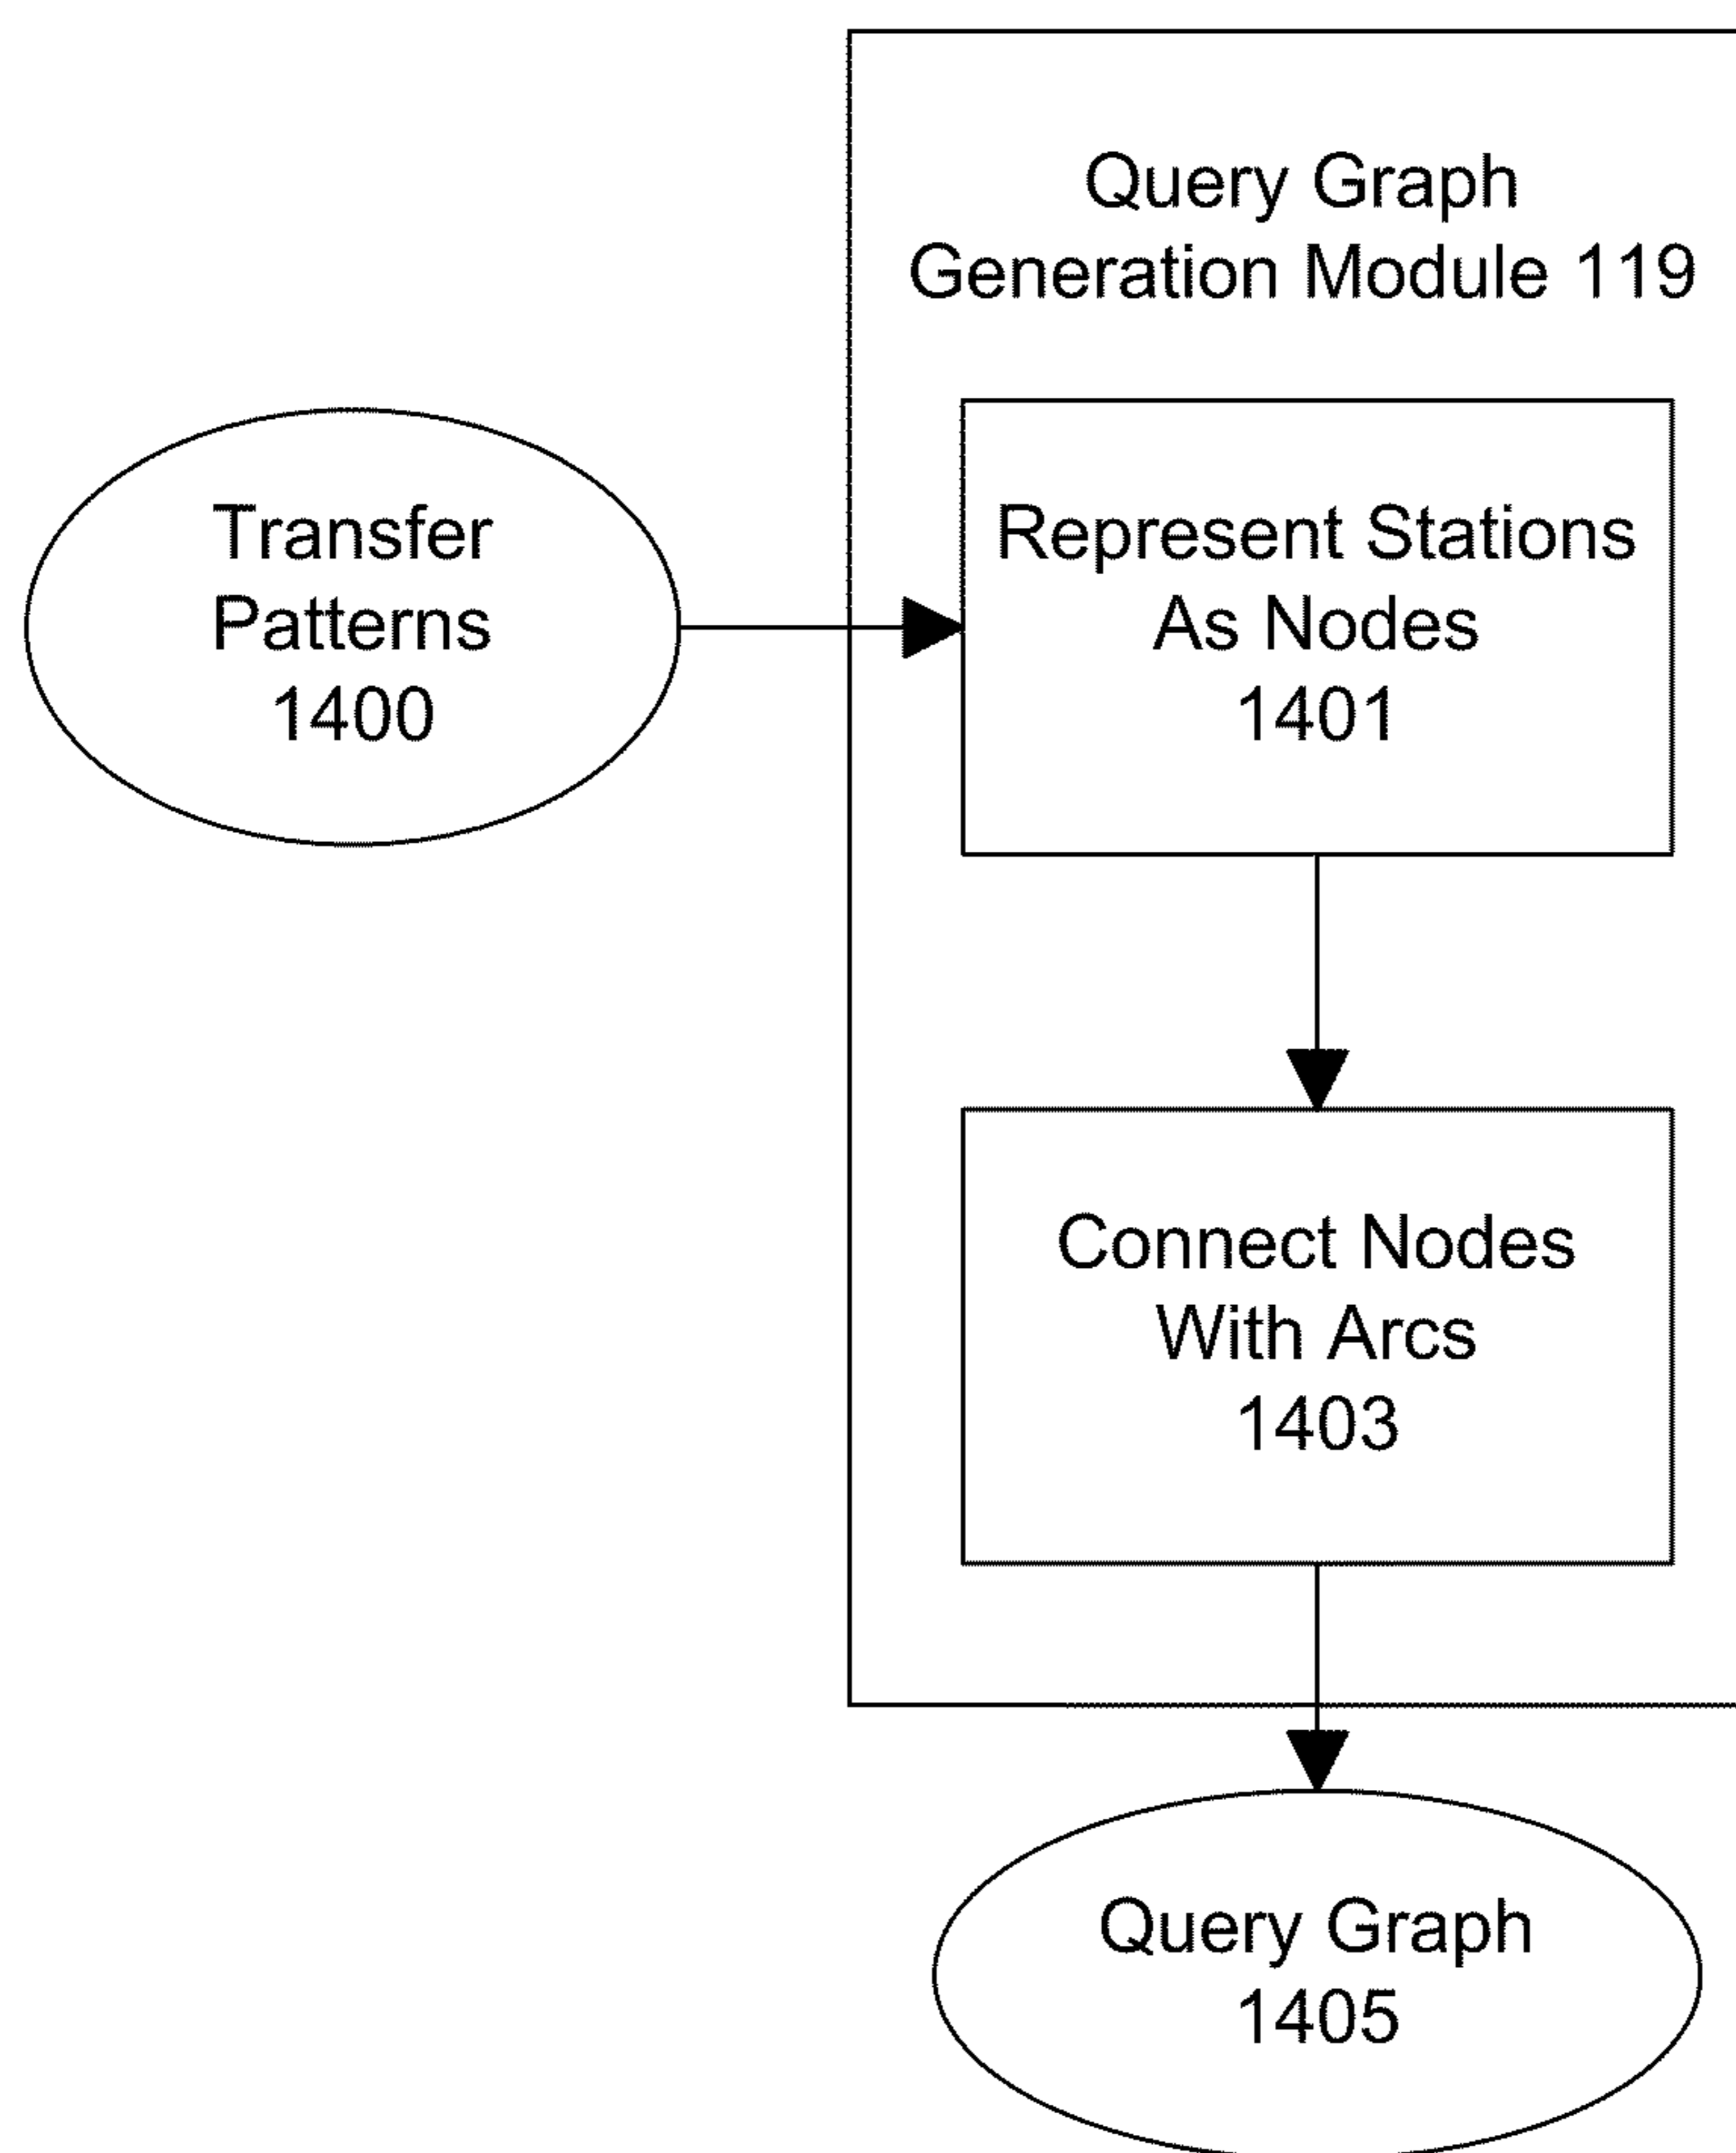 Query Graph
Generation Module 119
Transfer
Patterns
1400
Represent Stations
As Nodes
1401
Connect Nodes
With Arcs
1403
Query Graph
1405